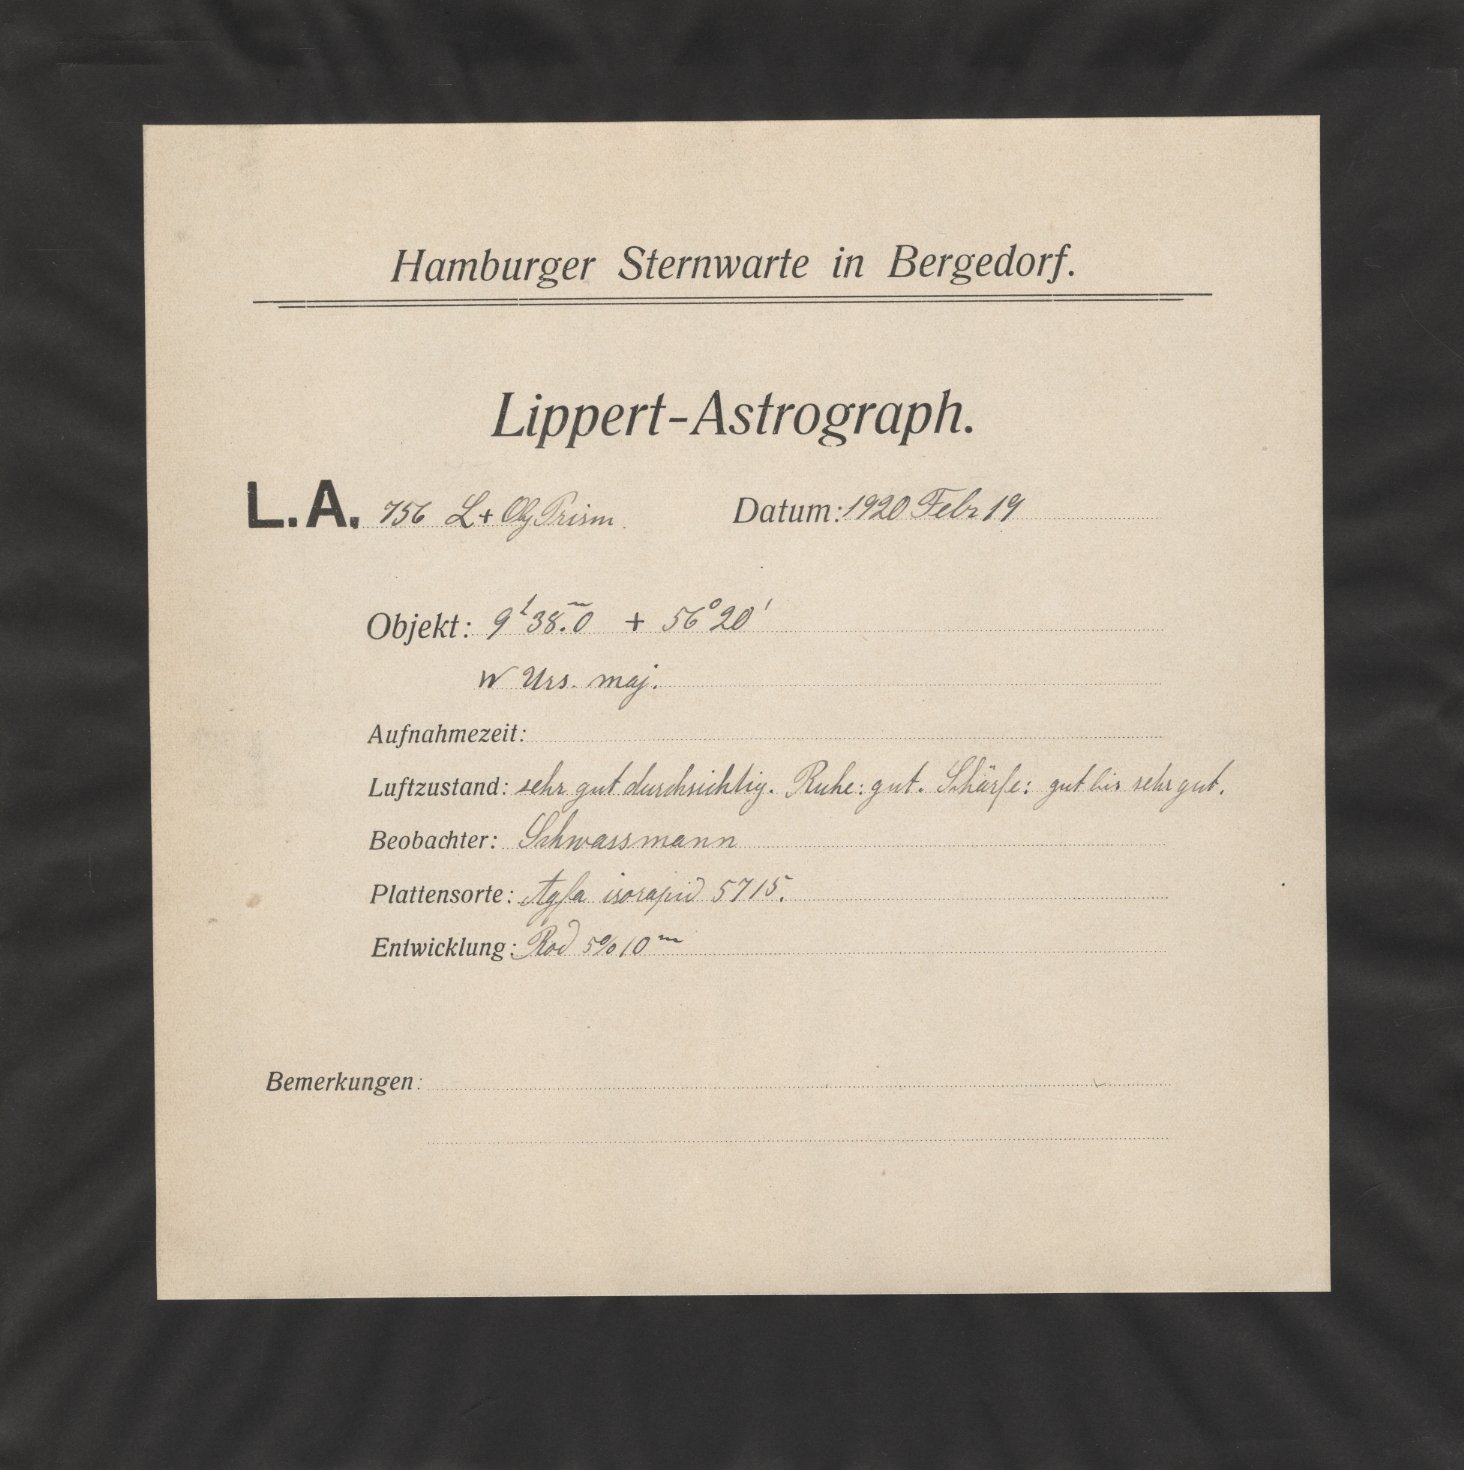 Hamburger Sternwarte in Bergedorf.
Lippert-Astrograph.
L.A. 756 L + Obj Prism. Datum: 1920 Febr 19
Objekt: 9ʰ 38.ᵐ0 + 56° 20'
W Urs. maj.
Aufnahmezeit:
Luftzustand: sehr gut durchsichtig. Ruhe: gut. Schärfe: gut bis sehr gut.
Beobachter: Schwassmann
Plattensorte: Agfa isorapid 5715.
Entwicklung: Rod 5% 10ᵐ
Bemerkungen: